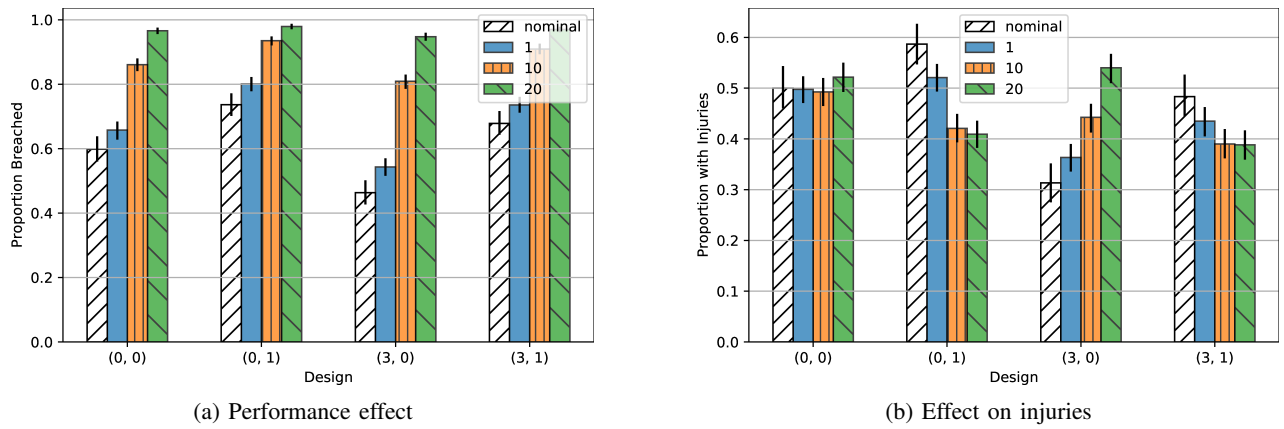 1.0
0.8
0.6
0.4
0.2
0.0
Proportion Breached
nominal
1
10
20
(0, 0) (0, 1) (3, 0) (3, 1)
Design
(a) Performance effect
0.6
0.5
0.4
0.3
0.2
0.1
0.0
Proportion with Injuries
nominal
1
10
20
(0, 0) (0, 1) (3, 0) (3, 1)
Design
(b) Effect on injuries